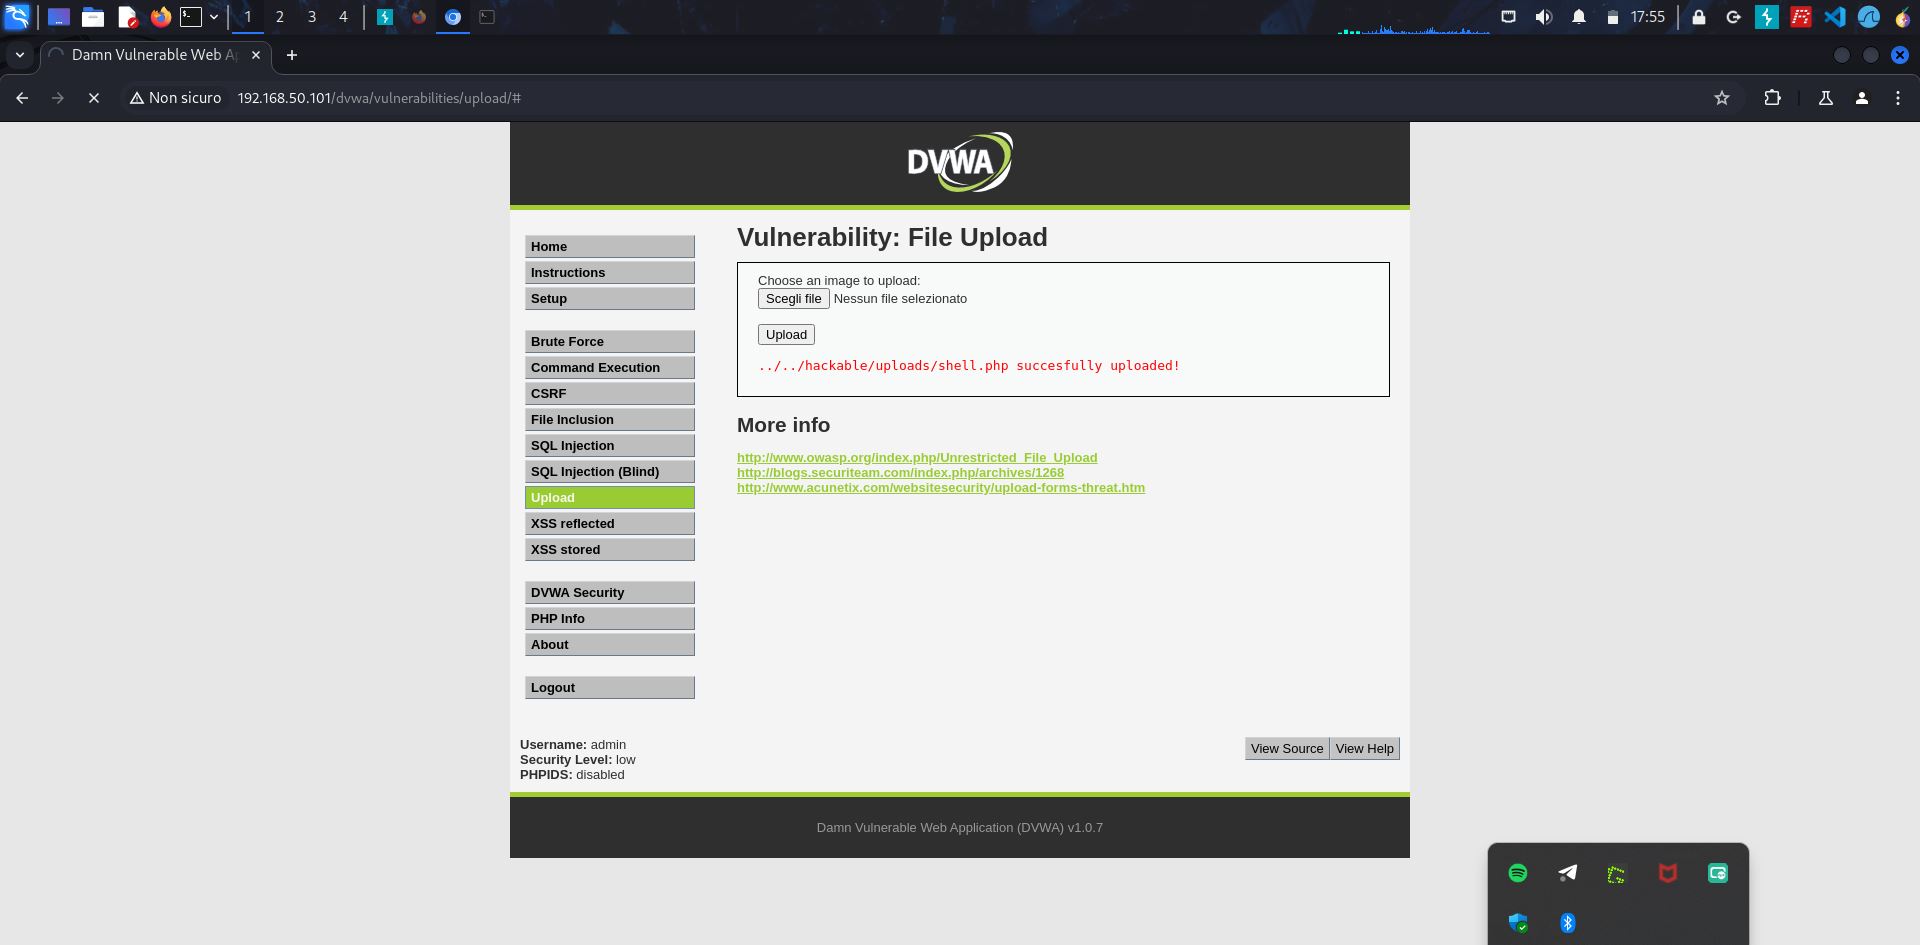 1 2 3 4 17:55
Damn Vulnerable Web Ap
Non sicuro 192.168.50.101/dvwa/vulnerabilities/upload/#
DVWA
Home
Instructions
Setup
Brute Force
Command Execution
CSRF
File Inclusion
SQL Injection
SQL Injection (Blind)
Upload
XSS reflected
XSS stored
DVWA Security
PHP Info
About
Logout
Vulnerability: File Upload
Choose an image to upload:
Scegli file Nessun file selezionato
Upload
../../hackable/uploads/shell.php succesfully uploaded!
More info
http://www.owasp.org/index.php/Unrestricted_File_Upload
http://blogs.securiteam.com/index.php/archives/1268
http://www.acunetix.com/websitesecurity/upload-forms-threat.htm
Username: admin
Security Level: low
PHPIDS: disabled
View Source View Help
Damn Vulnerable Web Application (DVWA) v1.0.7